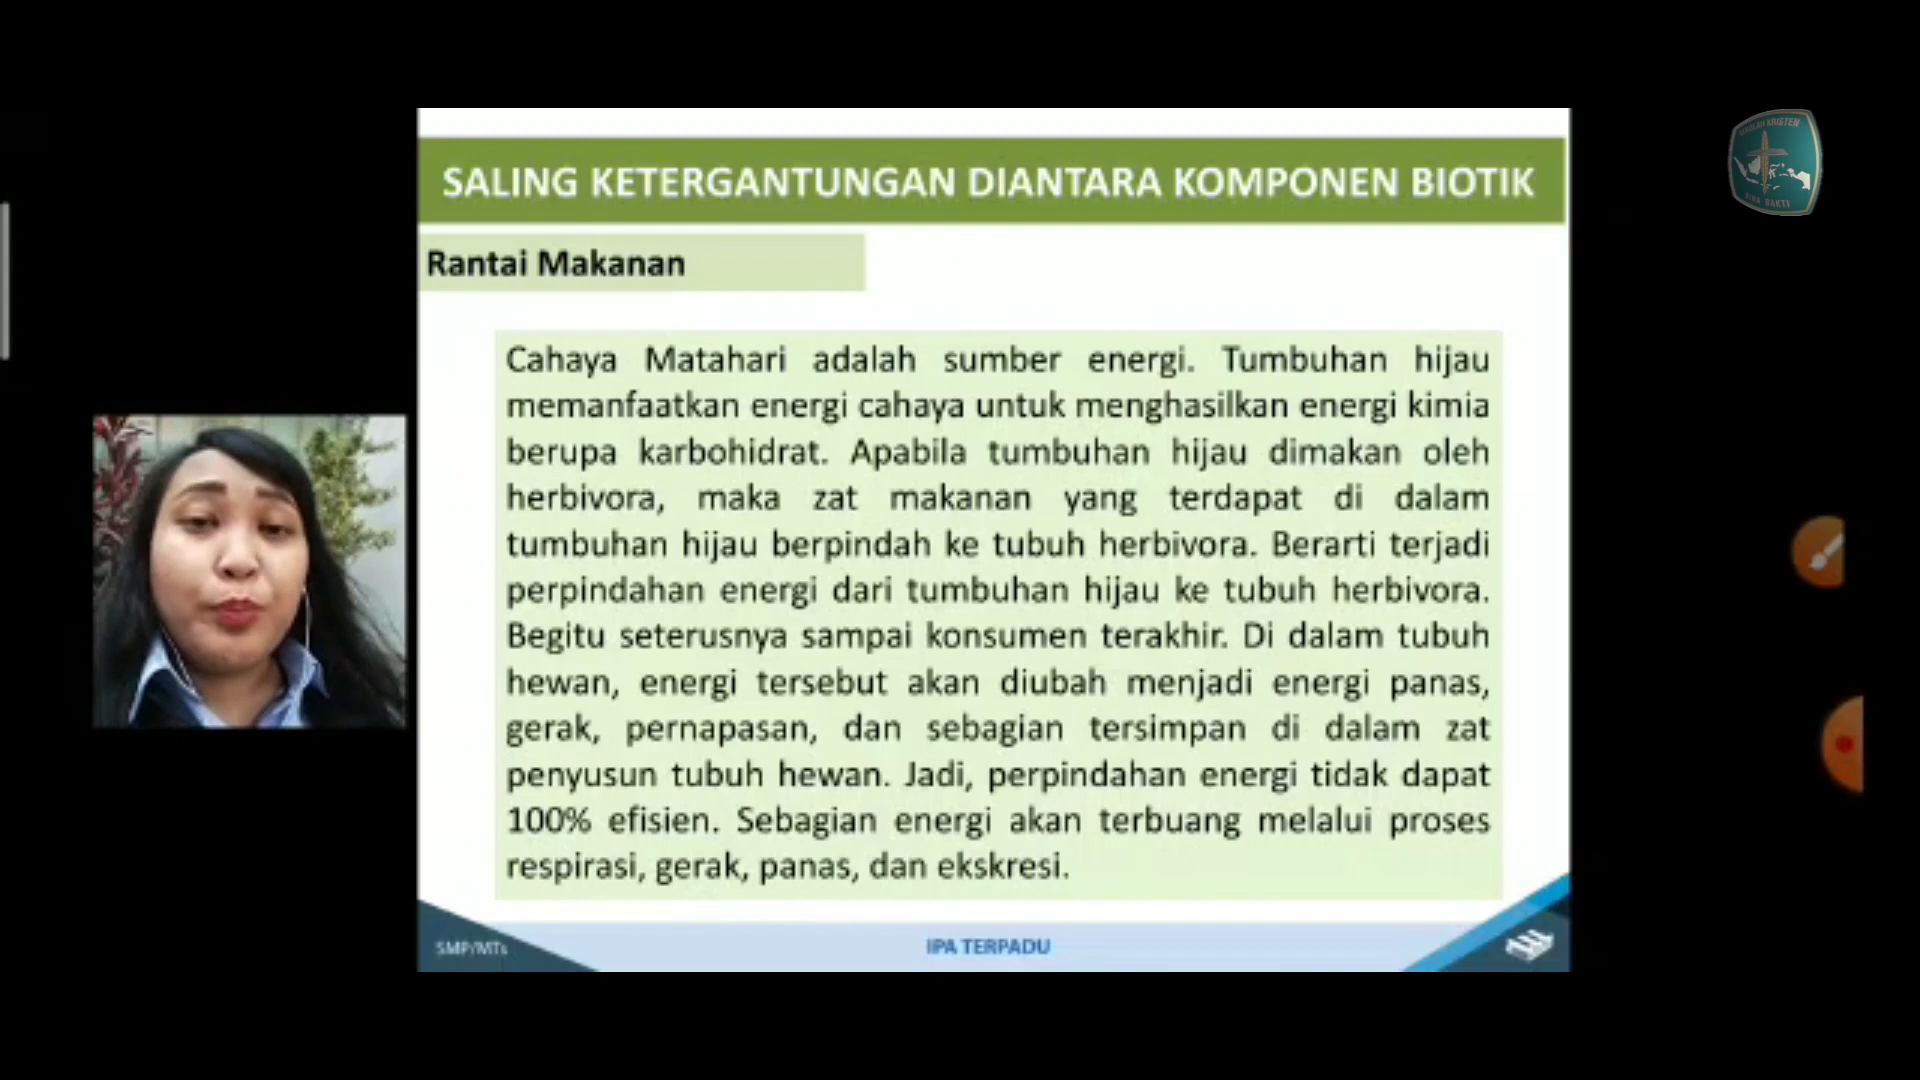 SEKOLAH KRISTEN
BINA BAKTI
SALING KETERGANTUNGAN DIANTARA KOMPONEN BIOTIK
Rantai Makanan
Cahaya Matahari adalah sumber energi. Tumbuhan hijau
memanfaatkan energi cahaya untuk menghasilkan energi kimia
berupa karbohidrat. Apabila tumbuhan hijau dimakan oleh
herbivora, maka zat makanan yang terdapat di dalam
tumbuhan hijau berpindah ke tubuh herbivora. Berarti terjadi
perpindahan energi dari tumbuhan hijau ke tubuh herbivora.
Begitu seterusnya sampai konsumen terakhir. Di dalam tubuh
hewan, energi tersebut akan diubah menjadi energi panas,
gerak, pernapasan, dan sebagian tersimpan di dalam zat
penyusun tubuh hewan. Jadi, perpindahan energi tidak dapat
100% efisien. Sebagian energi akan terbuang melalui proses
respirasi, gerak, panas, dan ekskresi.
SMP/MTs
IPA TERPADU